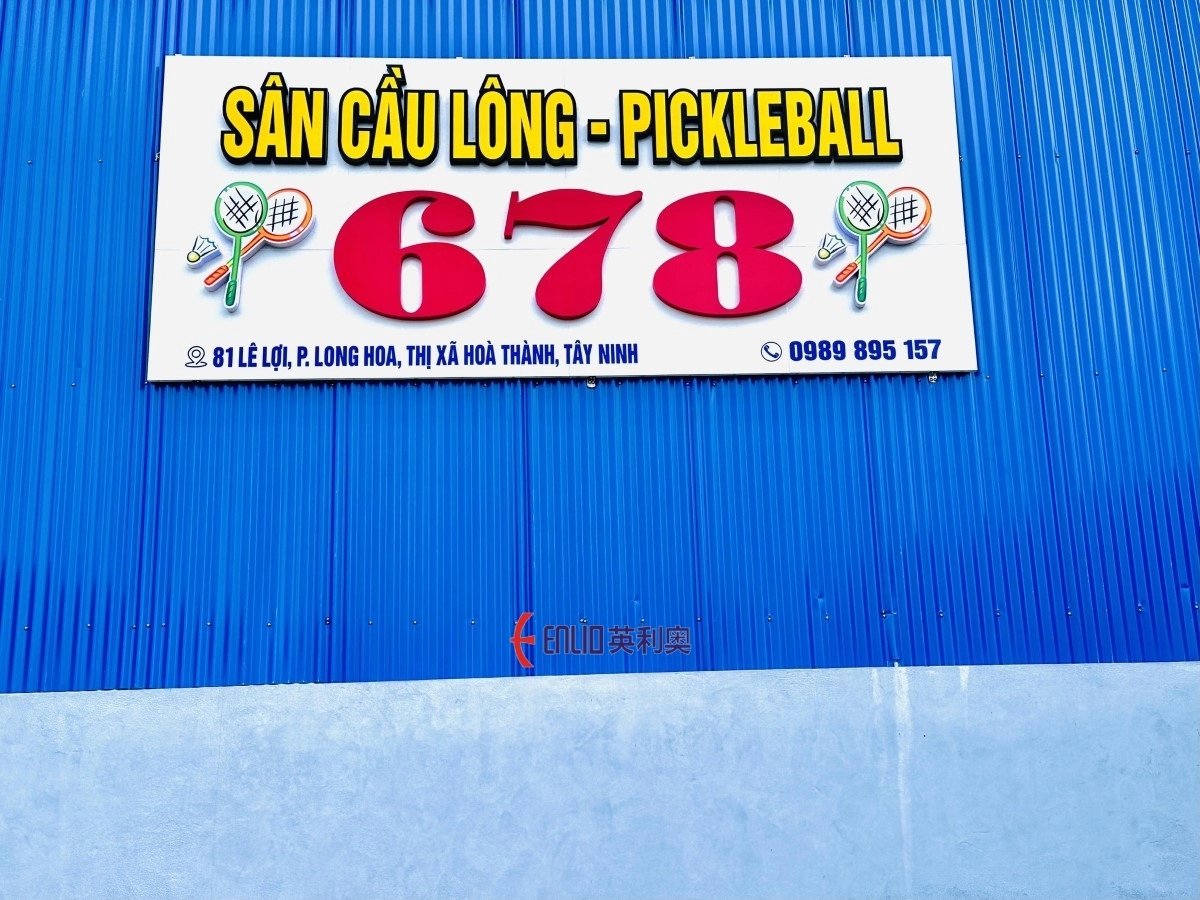 SÂN CẦU LÔNG - PICKLEBALL
678
81 LÊ LỢI, P. LONG HOA, THỊ XÃ HOÀ THÀNH, TÂY NINH
0989 895 157
ENLIO英利奥